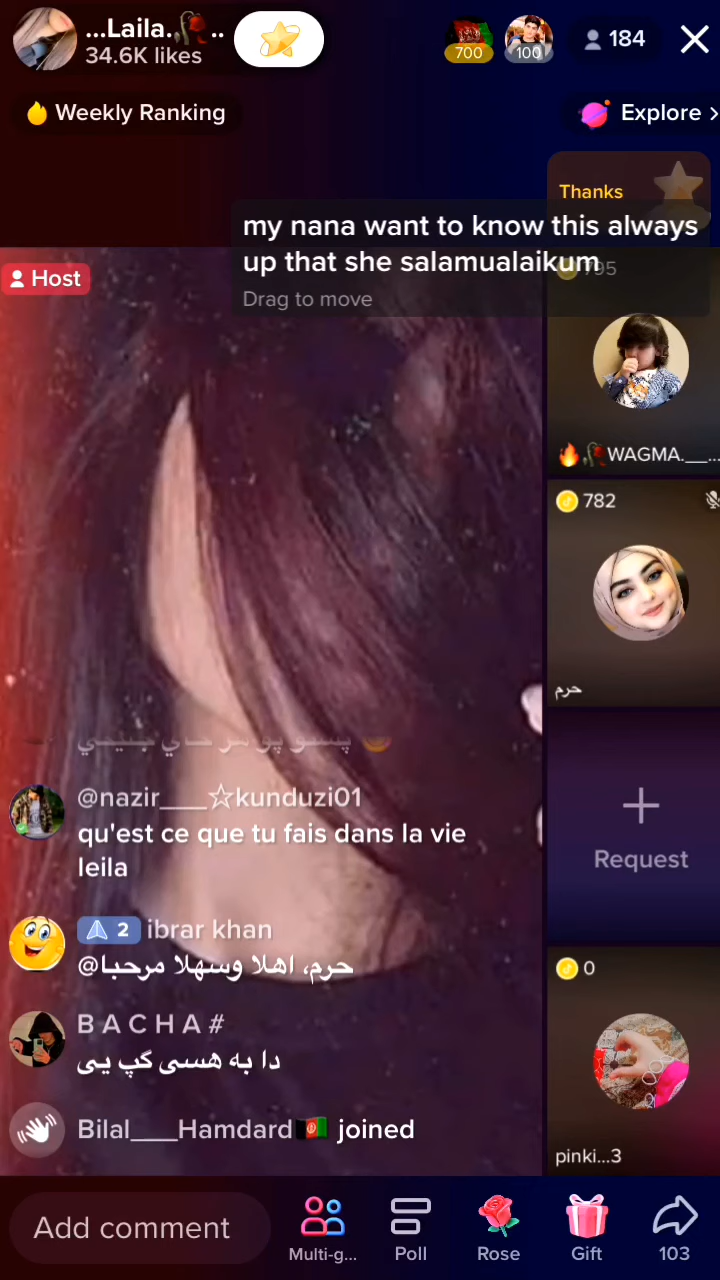 ...Laila.🥀..
34.6K likes
700
100
184
Weekly Ranking
Explore >
Thanks
my nana want to know this always
up that she salamualaikum
Drag to move
795
Host
🔥🥀WAGMA.__...
782
حرم
@nazir___☆kunduzi01
qu'est ce que tu fais dans la vie
leila
Request
2 ibrar khan
@حرم، اهلا وسهلا مرحبا
0
B A C H A #
دا به هسی گپ یی
Bilal___Hamdard🇦🇫 joined
pinki...3
Add comment
Multi-g...
Poll
Rose
Gift
103